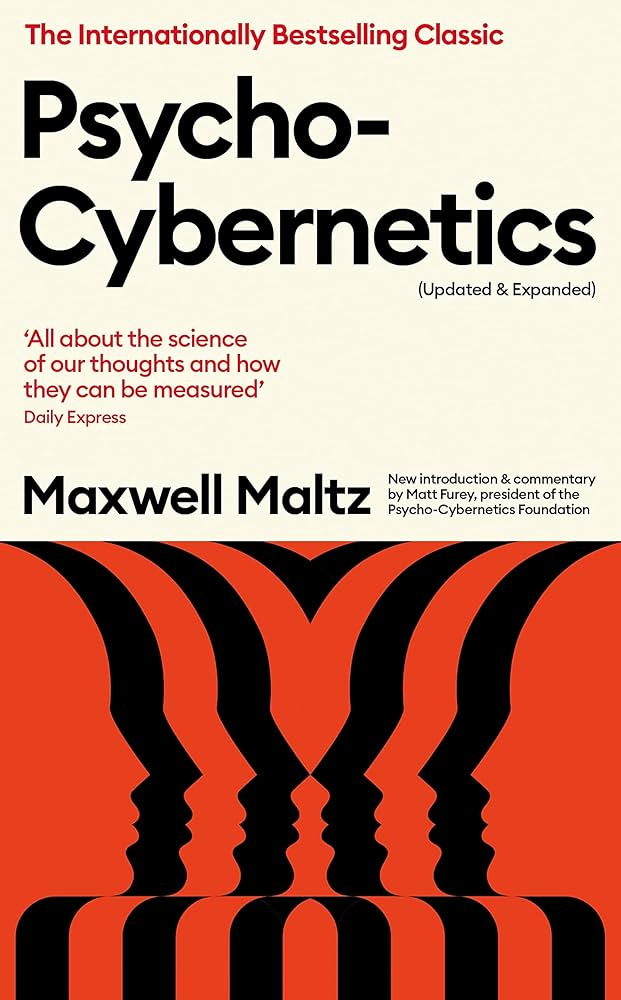 The Internationally Bestselling Classic
Psycho-
Cybernetics
(Updated & Expanded)
‘All about the science
of our thoughts and how
they can be measured’
Daily Express
Maxwell Maltz
New introduction & commentary
by Matt Furey, president of the
Psycho-Cybernetics Foundation